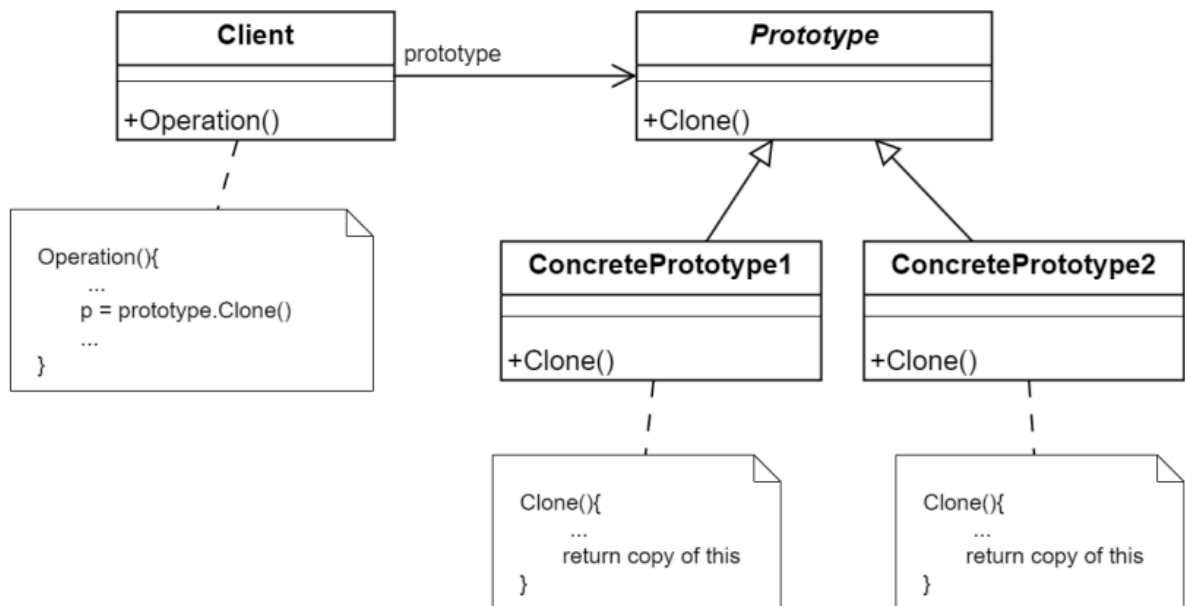 Client
prototype
Prototype
+Operation()
+Clone()
Operation(){
...
p = prototype.Clone()
...
}
ConcretePrototype1
+Clone()
ConcretePrototype2
+Clone()
Clone(){
...
return copy of this
}
Clone(){
...
return copy of this
}